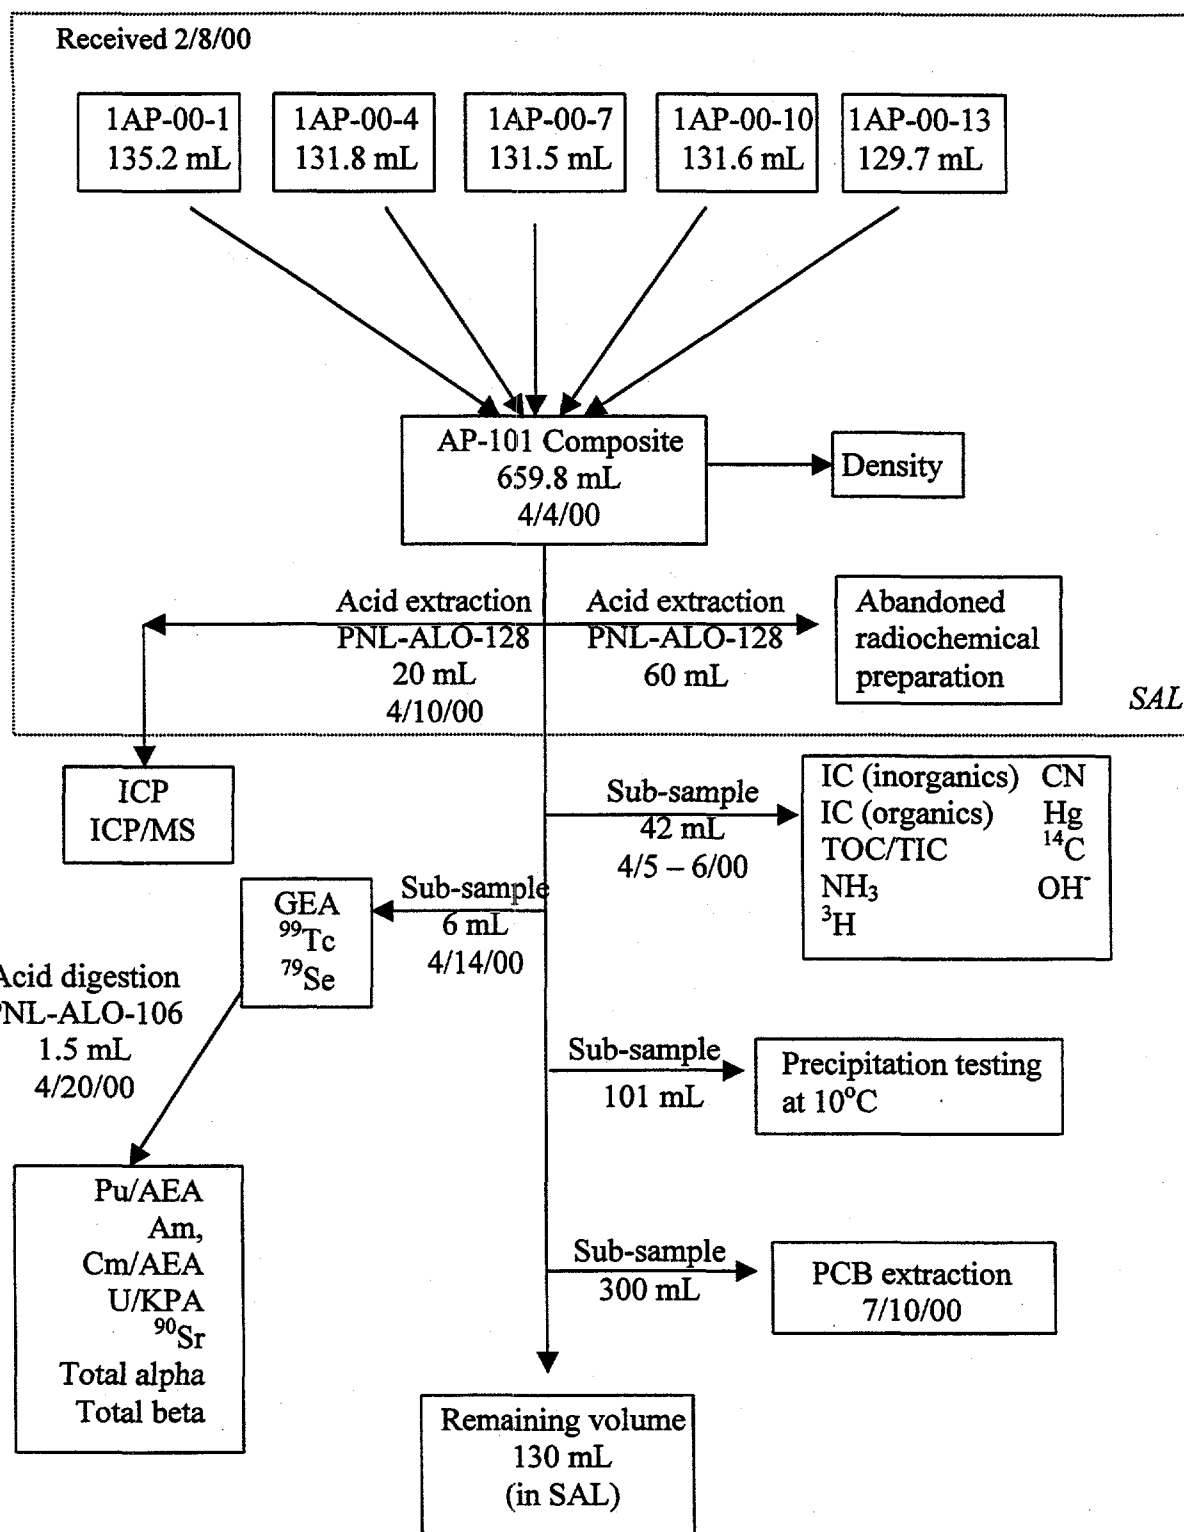 Received 2/8/00
1AP-00-1
135.2 mL
1AP-00-4
131.8 mL
1AP-00-7
131.5 mL
1AP-00-10
131.6 mL
1AP-00-13
129.7 mL
AP-101 Composite
659.8 mL
4/4/00
Density
Acid extraction
PNL-ALO-128
20 mL
4/10/00
Acid extraction
PNL-ALO-128
60 mL
Abandoned
radiochemical
preparation
SAL
ICP
ICP/MS
Sub-sample
42 mL
4/5 – 6/00
IC (inorganics) CN
IC (organics) Hg
TOC/TIC ¹⁴C
NH₃ OH⁻
³H
Sub-sample
6 mL
4/14/00
GEA
⁹⁹Tc
⁷⁹Se
Acid digestion
PNL-ALO-106
1.5 mL
4/20/00
Sub-sample
101 mL
Precipitation testing
at 10°C
Pu/AEA
Am,
Cm/AEA
U/KPA
⁹⁰Sr
Total alpha
Total beta
Sub-sample
300 mL
PCB extraction
7/10/00
Remaining volume
130 mL
(in SAL)